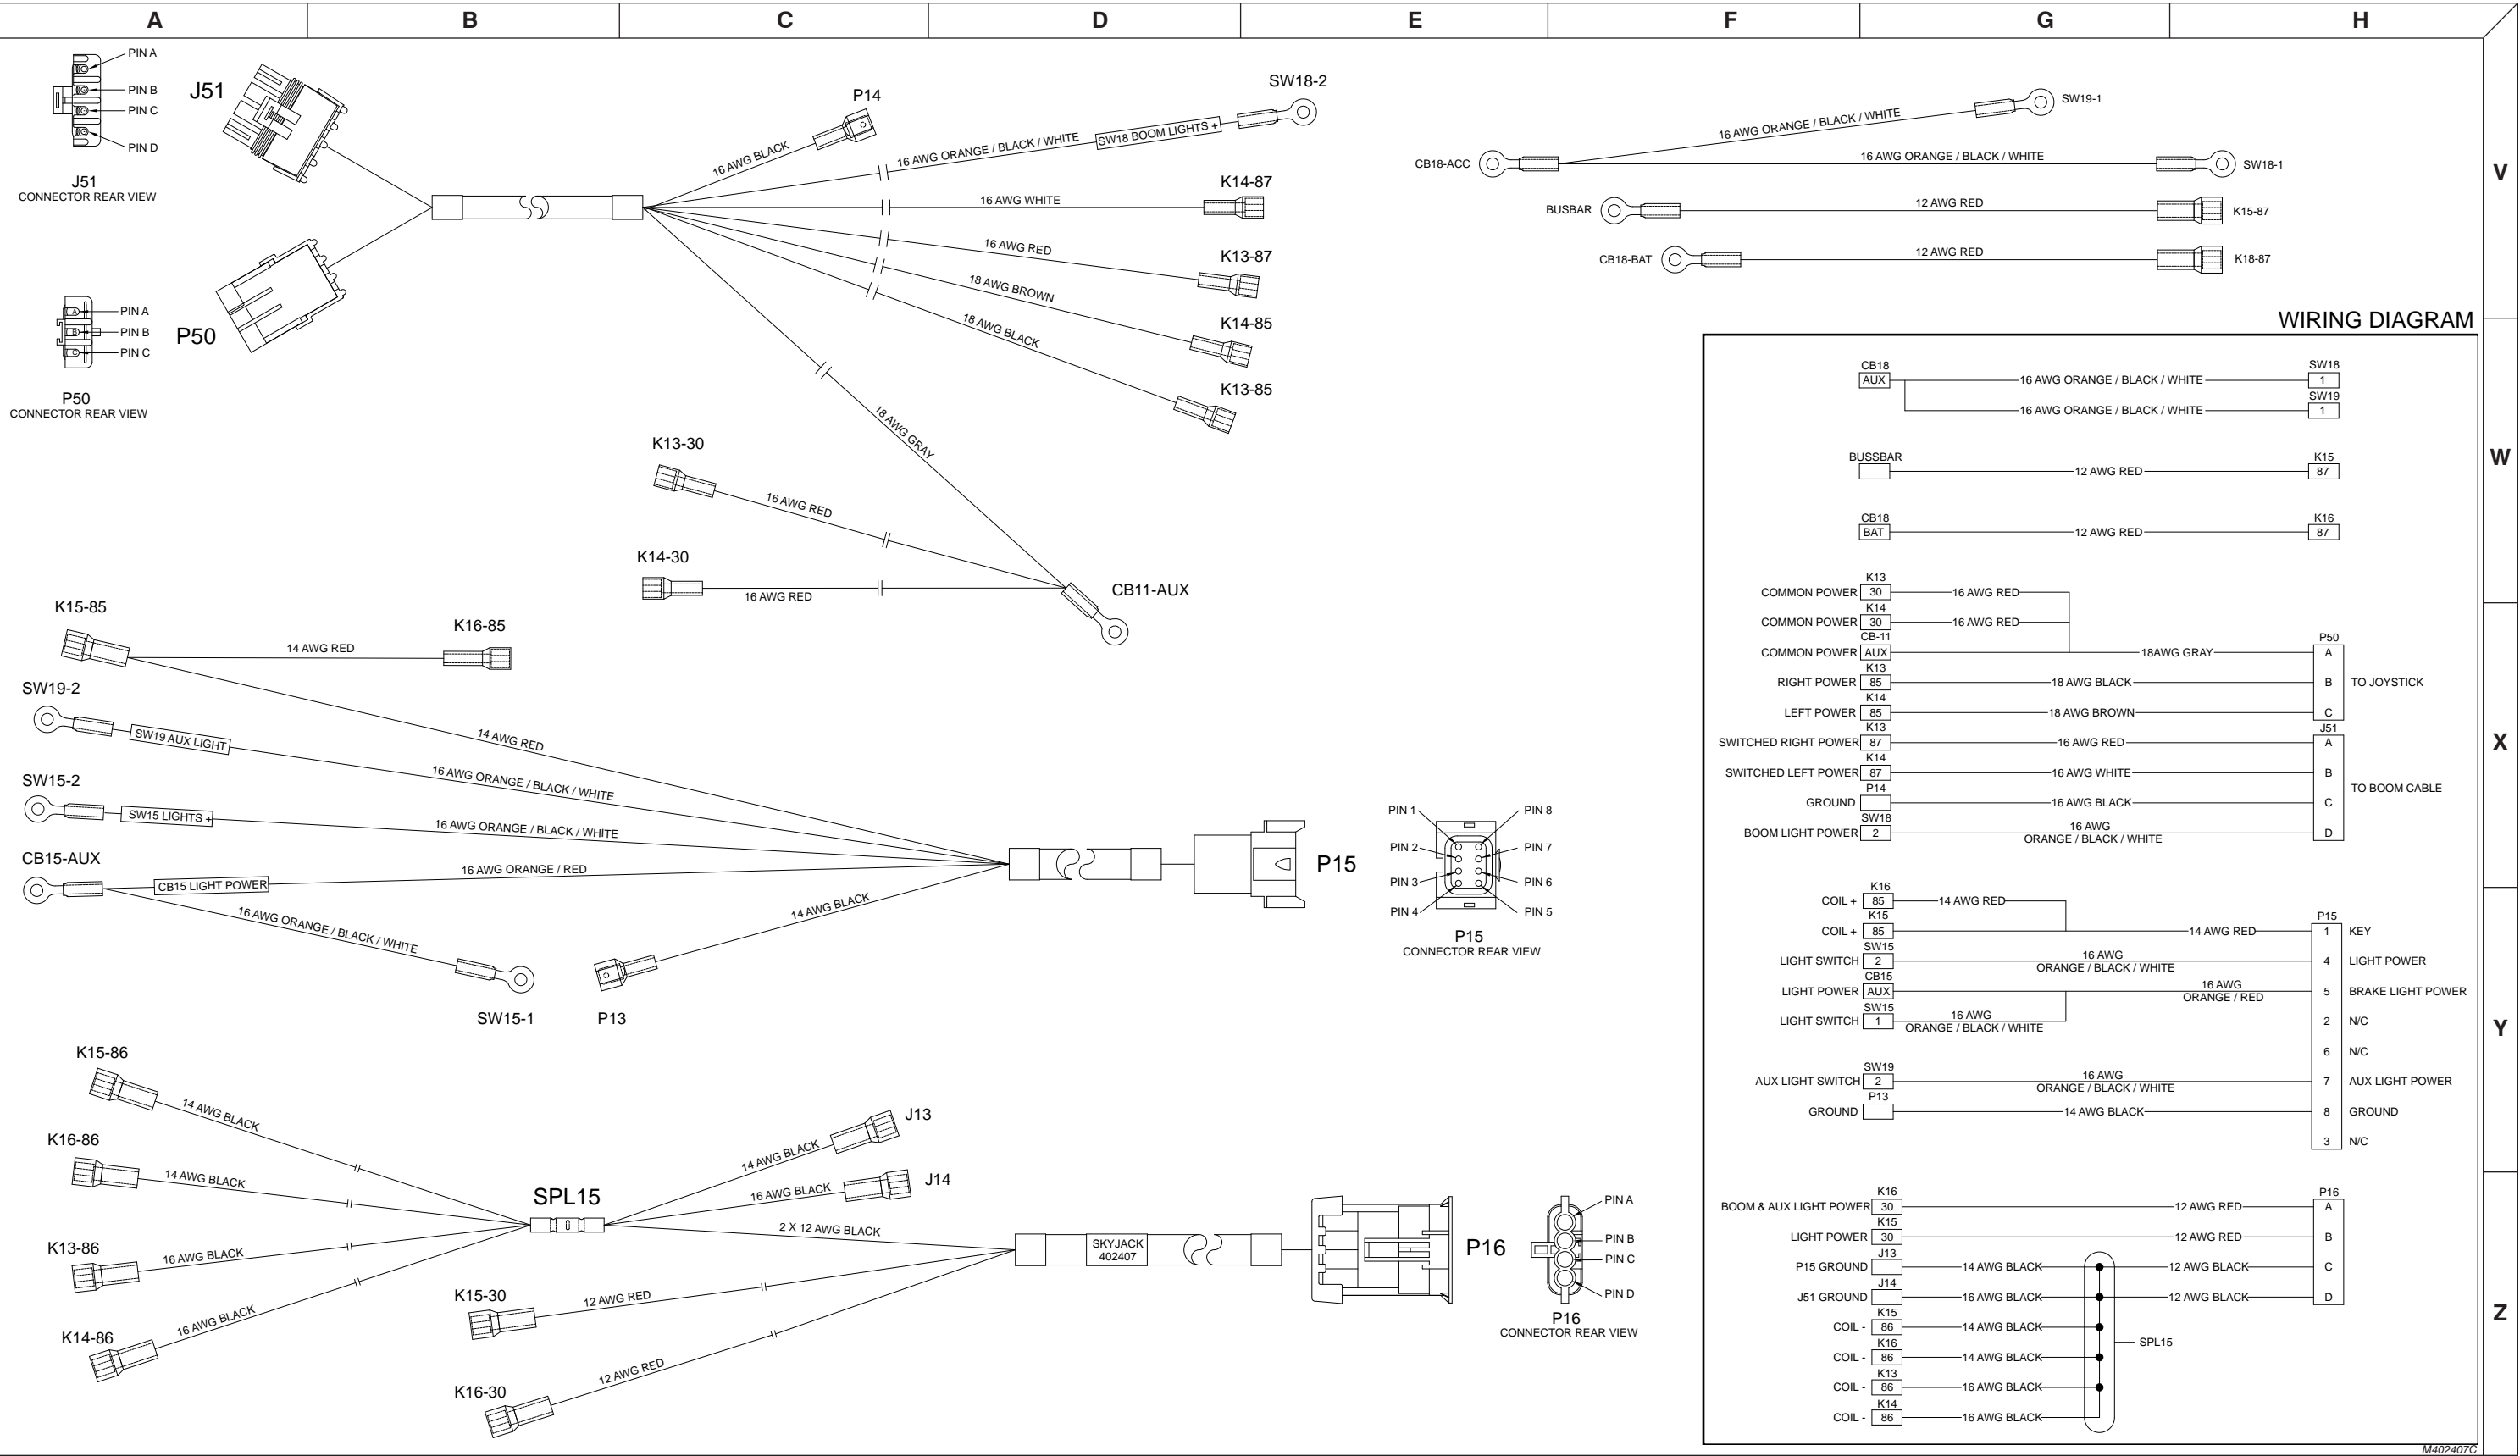 A B C D E F G H
PIN A
PIN B
PIN C
PIN D
J51
J51
CONNECTOR REAR VIEW
PIN A
PIN B
PIN C
A
B
C
P50
P50
CONNECTOR REAR VIEW
P14
16 AWG BLACK
SW18-2
16 AWG ORANGE / BLACK / WHITE
SW18 BOOM LIGHTS +
K14-87
16 AWG WHITE
K13-87
16 AWG RED
K14-85
18 AWG BROWN
K13-85
18 AWG BLACK
18 AWG GRAY
K13-30
16 AWG RED
K14-30
16 AWG RED
CB11-AUX
SW19-1
16 AWG ORANGE / BLACK / WHITE
CB18-ACC
16 AWG ORANGE / BLACK / WHITE
SW18-1
BUSBAR
12 AWG RED
K15-87
CB18-BAT
12 AWG RED
K18-87
V
W
X
Y
Z
K15-85
K16-85
14 AWG RED
14 AWG RED
SW19-2
SW19 AUX LIGHT
16 AWG ORANGE / BLACK / WHITE
SW15-2
SW15 LIGHTS +
16 AWG ORANGE / BLACK / WHITE
CB15-AUX
CB15 LIGHT POWER
16 AWG ORANGE / RED
16 AWG ORANGE / BLACK / WHITE
SW15-1
14 AWG BLACK
P13
P15
PIN 1
PIN 2
PIN 3
PIN 4
PIN 8
PIN 7
PIN 6
PIN 5
P15
CONNECTOR REAR VIEW
K15-86
14 AWG BLACK
K16-86
14 AWG BLACK
K13-86
16 AWG BLACK
K14-86
16 AWG BLACK
SPL15
J13
14 AWG BLACK
J14
16 AWG BLACK
2 X 12 AWG BLACK
K15-30
12 AWG RED
K16-30
12 AWG RED
SKYJACK
402407
P16
PIN A
PIN B
PIN C
PIN D
P16
CONNECTOR REAR VIEW
WIRING DIAGRAM
CB18 SW18
AUX 16 AWG ORANGE / BLACK / WHITE 1
SW19
16 AWG ORANGE / BLACK / WHITE 1
BUSSBAR K15
12 AWG RED 87
CB18 K16
BAT 12 AWG RED 87
K13
COMMON POWER 30 16 AWG RED
K14
COMMON POWER 30 16 AWG RED
CB-11 P50
COMMON POWER AUX 18AWG GRAY A
K13
RIGHT POWER 85 18 AWG BLACK B TO JOYSTICK
K14
LEFT POWER 85 18 AWG BROWN C
K13 J51
SWITCHED RIGHT POWER 87 16 AWG RED A
K14
SWITCHED LEFT POWER 87 16 AWG WHITE B
TO BOOM CABLE
P14
GROUND 16 AWG BLACK C
SW18
BOOM LIGHT POWER 2 16 AWG D
ORANGE / BLACK / WHITE
K16
COIL + 85 14 AWG RED
K15 P15
COIL + 85 14 AWG RED 1 KEY
SW15
LIGHT SWITCH 2 16 AWG 4 LIGHT POWER
ORANGE / BLACK / WHITE
CB15
LIGHT POWER AUX 16 AWG 5 BRAKE LIGHT POWER
ORANGE / RED
SW15
LIGHT SWITCH 1 16 AWG 2 N/C
ORANGE / BLACK / WHITE
6 N/C
SW19
AUX LIGHT SWITCH 2 16 AWG 7 AUX LIGHT POWER
ORANGE / BLACK / WHITE
P13
GROUND 14 AWG BLACK 8 GROUND
3 N/C
K16 P16
BOOM & AUX LIGHT POWER 30 12 AWG RED A
K15
LIGHT POWER 30 12 AWG RED B
J13
P15 GROUND 14 AWG BLACK 12 AWG BLACK C
J14
J51 GROUND 16 AWG BLACK 12 AWG BLACK D
K15
COIL - 86 14 AWG BLACK
SPL15
K16
COIL - 86 14 AWG BLACK
K13
COIL - 86 16 AWG BLACK
K14
COIL - 86 16 AWG BLACK
M402407C